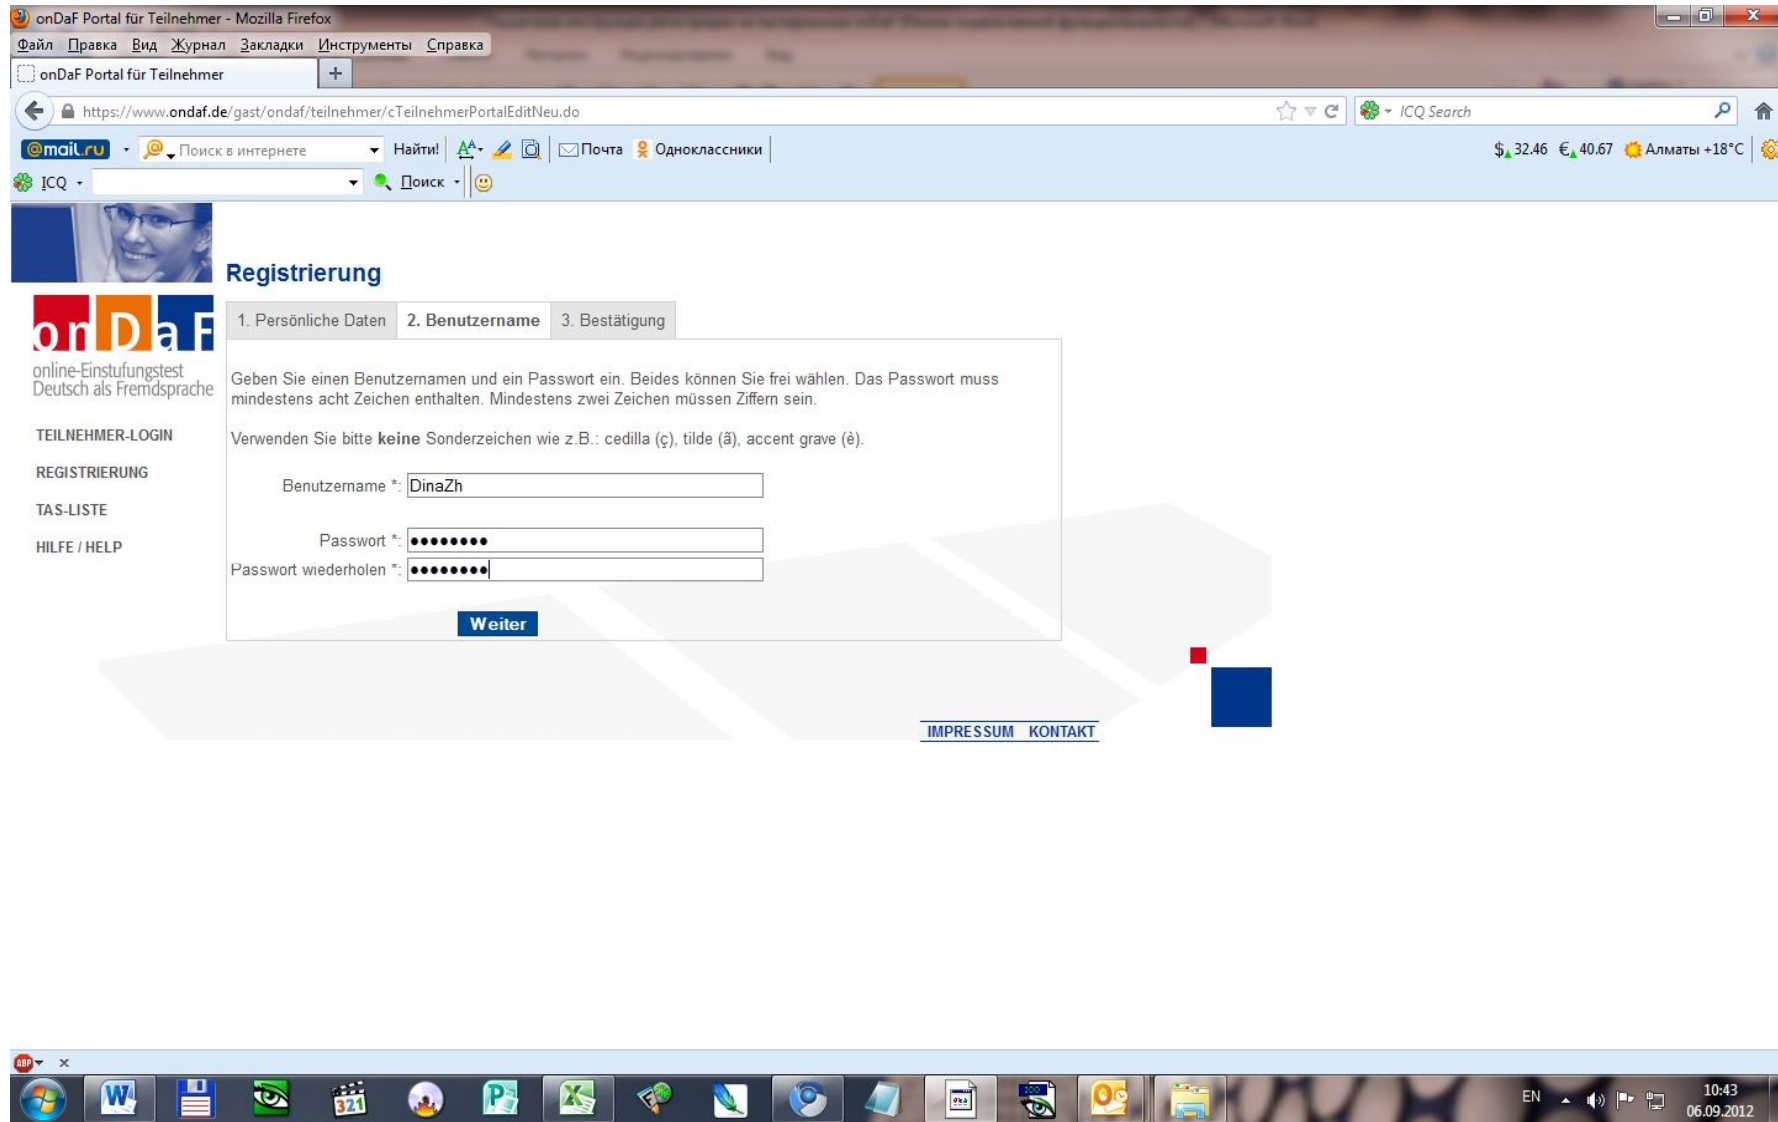 onDaF Portal für Teilnehmer - Mozilla Firefox
Файл Правка Вид Журнал Закладки Инструменты Справка
onDaF Portal für Teilnehmer +
https://www.ondaf.de/gast/ondaf/teilnehmer/cTeilnehmerPortalEditNeu.do ICQ Search
@mail.ru Поиск в интернете Найти! Почта Одноклассники $ 32.46 € 40.67 Алматы +18°C
ICQ Поиск
Registrierung
1. Persönliche Daten 2. Benutzername 3. Bestätigung
onDaF
online-Einstufungstest
Deutsch als Fremdsprache
TEILNEHMER-LOGIN
REGISTRIERUNG
TAS-LISTE
HILFE / HELP
Geben Sie einen Benutzernamen und ein Passwort ein. Beides können Sie frei wählen. Das Passwort muss
mindestens acht Zeichen enthalten. Mindestens zwei Zeichen müssen Ziffern sein.
Verwenden Sie bitte keine Sonderzeichen wie z.B.: cedilla (ç), tilde (ã), accent grave (è).
Benutzername *: DinaZh
Passwort *: ●●●●●●●●
Passwort wiederholen *: ●●●●●●●●
Weiter
IMPRESSUM KONTAKT
ABP x
321
100
EN 10:43
06.09.2012